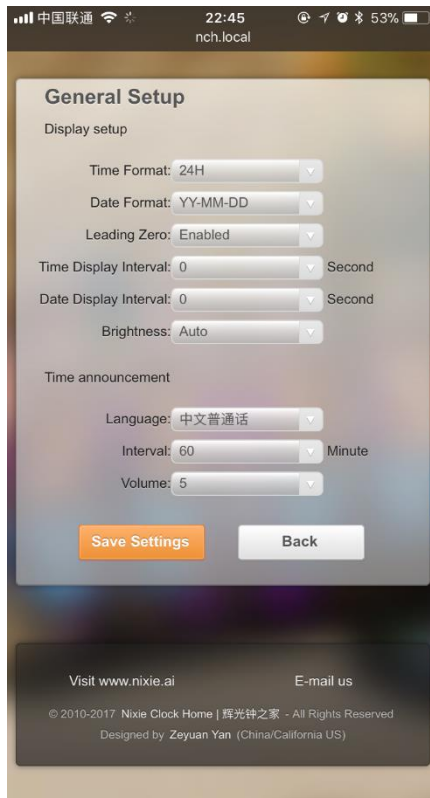 中国联通 22:45 53%
nch.local
General Setup
Display setup
Time Format: 24H
Date Format: YY-MM-DD
Leading Zero: Enabled
Time Display Interval: 0 Second
Date Display Interval: 0 Second
Brightness: Auto
Time announcement
Language: 中文普通话
Interval: 60 Minute
Volume: 5
Save Settings Back
Visit www.nixie.ai E-mail us
© 2010-2017 Nixie Clock Home | 辉光钟之家 - All Rights Reserved
Designed by Zeyuan Yan (China/California US)